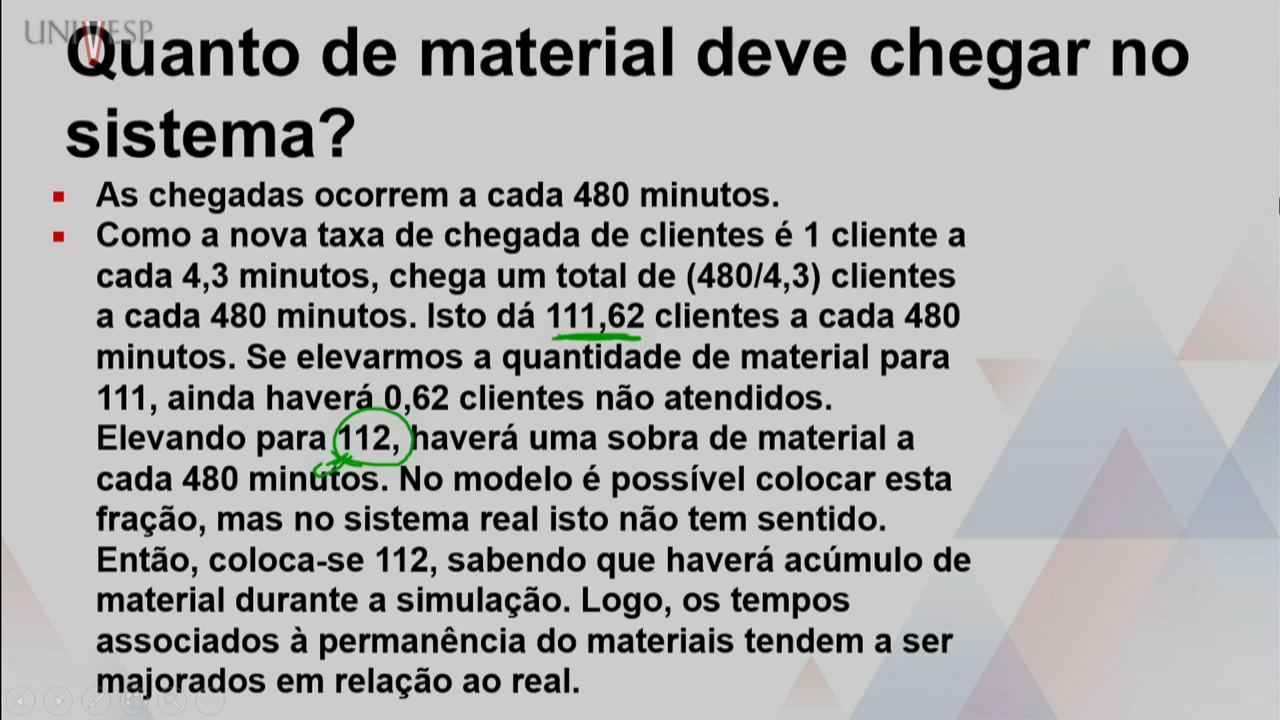 UNIVESP
Quanto de material deve chegar no
sistema?
As chegadas ocorrem a cada 480 minutos.
Como a nova taxa de chegada de clientes é 1 cliente a
cada 4,3 minutos, chega um total de (480/4,3) clientes
a cada 480 minutos. Isto dá 111,62 clientes a cada 480
minutos. Se elevarmos a quantidade de material para
111, ainda haverá 0,62 clientes não atendidos.
Elevando para 112, haverá uma sobra de material a
cada 480 minutos. No modelo é possível colocar esta
fração, mas no sistema real isto não tem sentido.
Então, coloca-se 112, sabendo que haverá acúmulo de
material durante a simulação. Logo, os tempos
associados à permanência do materiais tendem a ser
majorados em relação ao real.